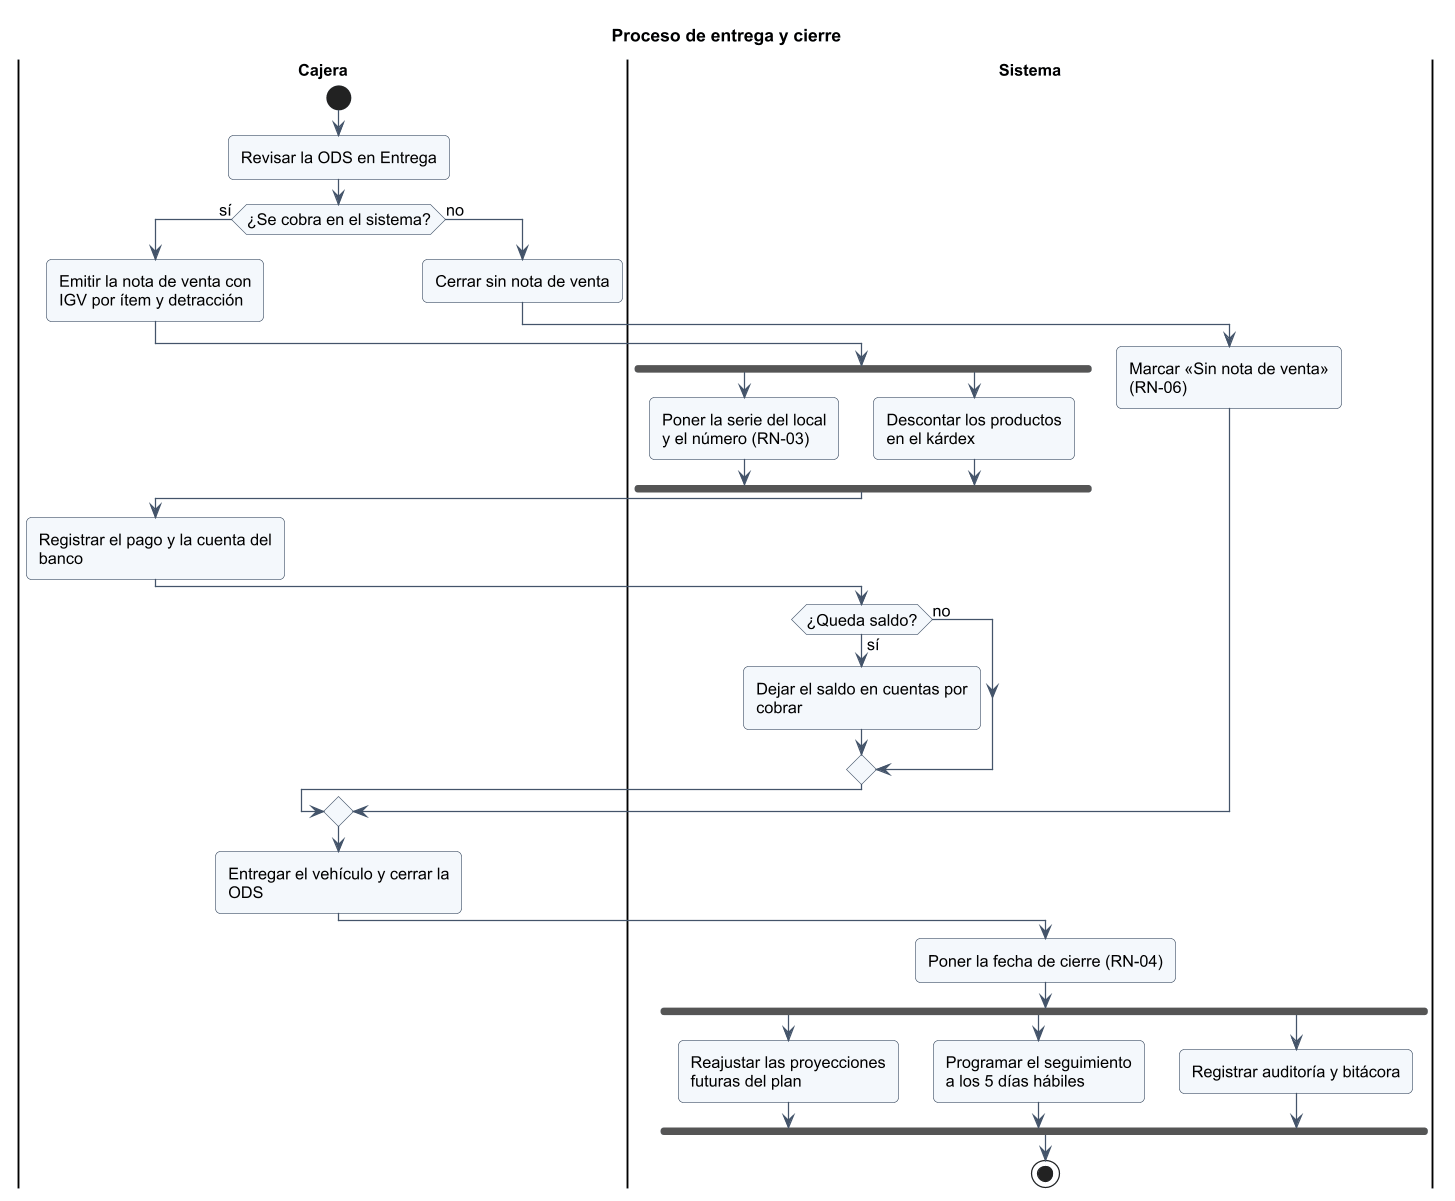 Proceso de entrega y cierre
Cajera
Sistema
Revisar la ODS en Entrega
¿Se cobra en el sistema?
sí
no
Emitir la nota de venta con
IGV por ítem y detracción
Cerrar sin nota de venta
Marcar «Sin nota de venta»
(RN-06)
Poner la serie del local
y el número (RN-03)
Descontar los productos
en el kárdex
Registrar el pago y la cuenta del
banco
¿Queda saldo?
no
sí
Dejar el saldo en cuentas por
cobrar
Entregar el vehículo y cerrar la
ODS
Poner la fecha de cierre (RN-04)
Reajustar las proyecciones
futuras del plan
Programar el seguimiento
a los 5 días hábiles
Registrar auditoría y bitácora